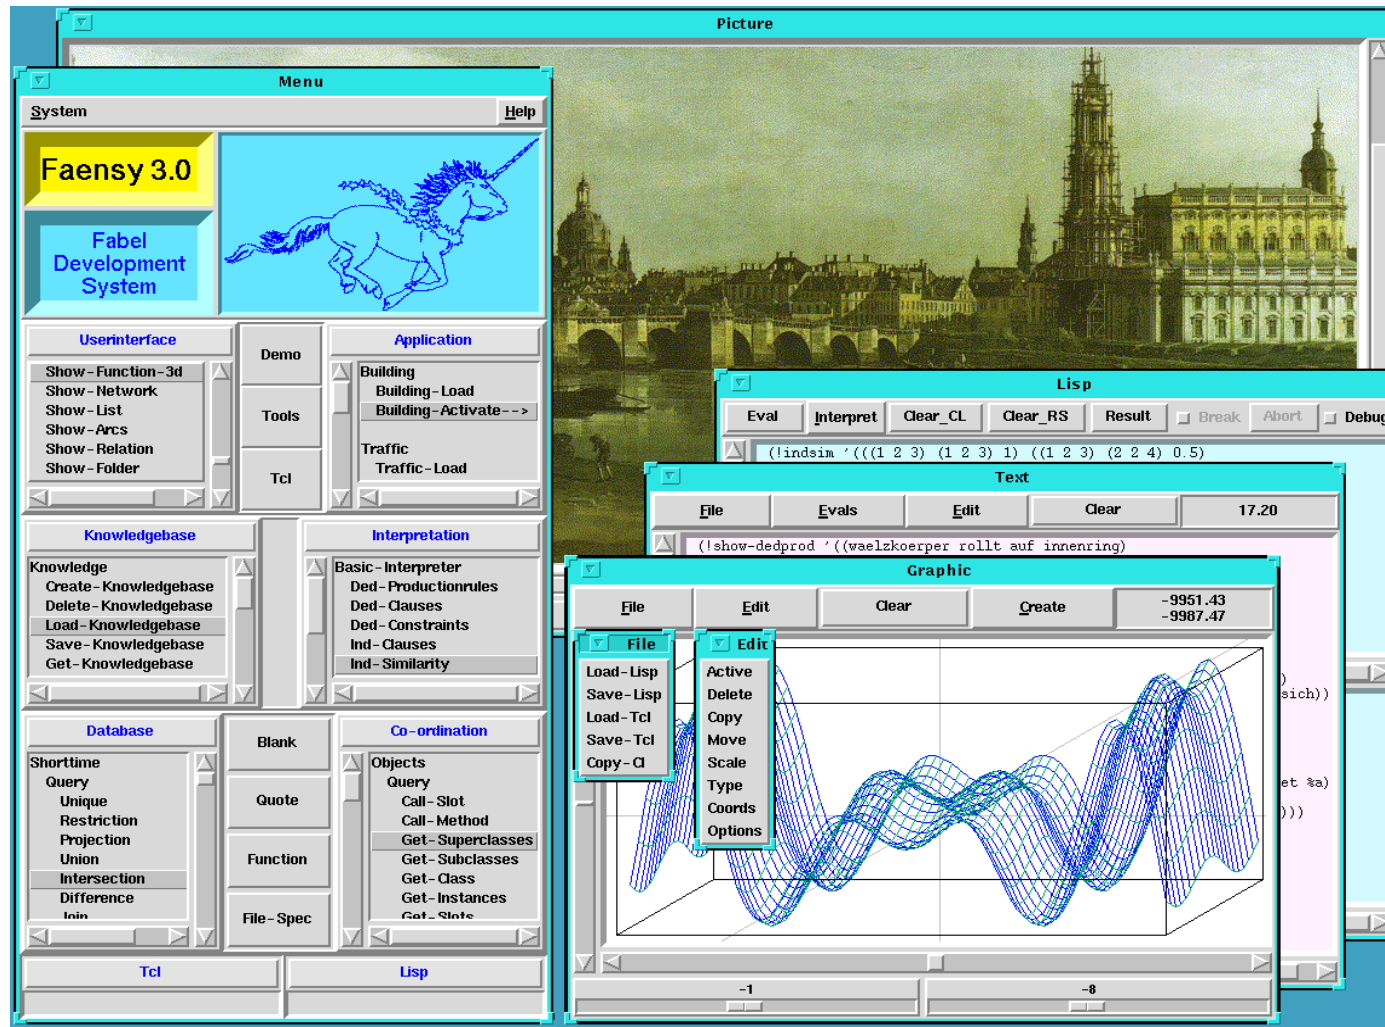 Picture
Menu
System
Help
Faensy 3.0
Fabel
Development
System
Userinterface
Show-Function-3d
Show-Network
Show-List
Show-Arcs
Show-Relation
Show-Folder
Demo
Tools
Tcl
Application
Building
Building-Load
Building-Activate-->
Traffic
Traffic-Load
Knowledgebase
Knowledge
Create-Knowledgebase
Delete-Knowledgebase
Load-Knowledgebase
Save-Knowledgebase
Get-Knowledgebase
Interpretation
Basic-Interpreter
Ded-Productionrules
Ded-Clauses
Ded-Constraints
Ind-Clauses
Ind-Similarity
Database
Shorttime
Query
Unique
Restriction
Projection
Union
Intersection
Difference
Join
Blank
Quote
Function
File-Spec
Co-ordination
Objects
Query
Call-Slot
Call-Method
Get-Superclasses
Get-Subclasses
Get-Class
Get-Instances
Get-Slots
Tcl
Lisp
Lisp
Eval Interpret Clear_CL Clear_RS Result Break Abort Debug
(!indsim '(((1 2 3) (1 2 3) 1) ((1 2 3) (2 2 4) 0.5)
Text
File Evals Edit Clear 17.20
(!show-dedprod '((waelzkoerper rollt auf innenring)
)
sich))
et %a)
)))
Graphic
File Edit Clear Create -9951.43
-9987.47
File
Load-Lisp
Save-Lisp
Load-Tcl
Save-Tcl
Copy-Cl
Edit
Active
Delete
Copy
Move
Scale
Type
Coords
Options
-1
-8